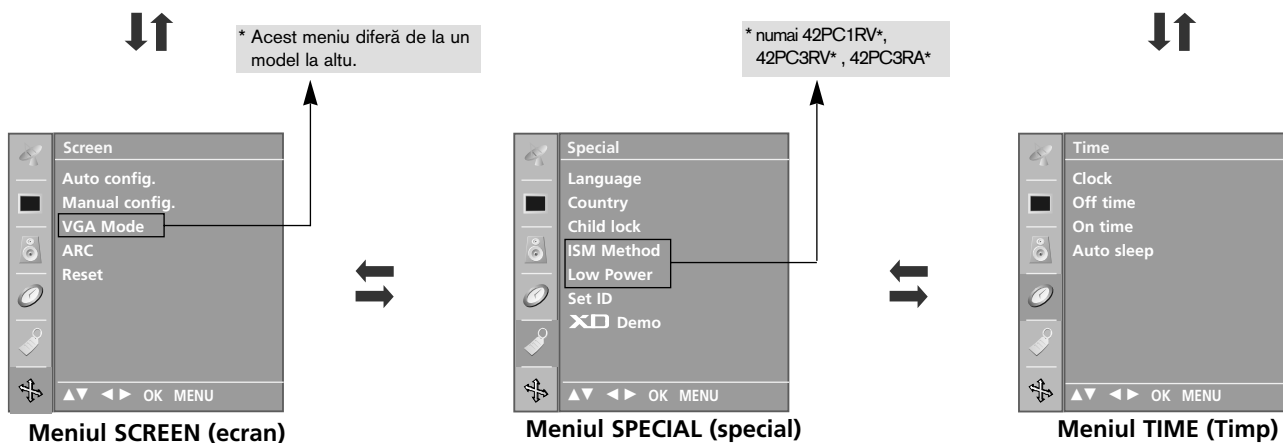 * Acest meniu diferă de la un
model la altu.
* numai 42PC1RV*,
42PC3RV* , 42PC3RA*
Screen
Auto config.
Manual config.
VGA Mode
ARC
Reset
▲▼ ◄► OK MENU
Meniul SCREEN (ecran)
Special
Language
Country
Child lock
ISM Method
Low Power
Set ID
XD Demo
▲▼ ◄► OK MENU
Meniul SPECIAL (special)
Time
Clock
Off time
On time
Auto sleep
▲▼ ◄► OK MENU
Meniul TIME (Timp)